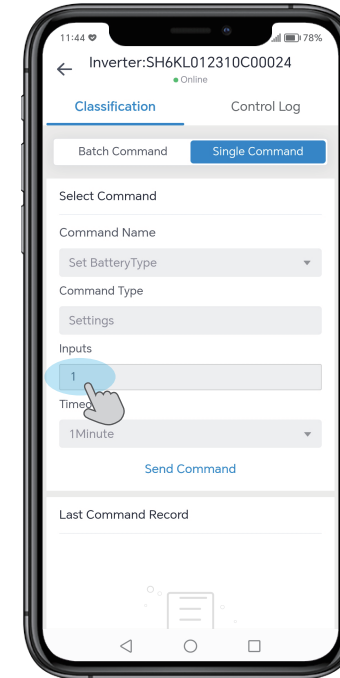 11:44
78%
Inverter:SH6KL012310C00024
Online
Classification
Control Log
Batch Command
Single Command
Select Command
Command Name
Set BatteryType
Command Type
Settings
Inputs
1
1Minute
Send Command
Last Command Record